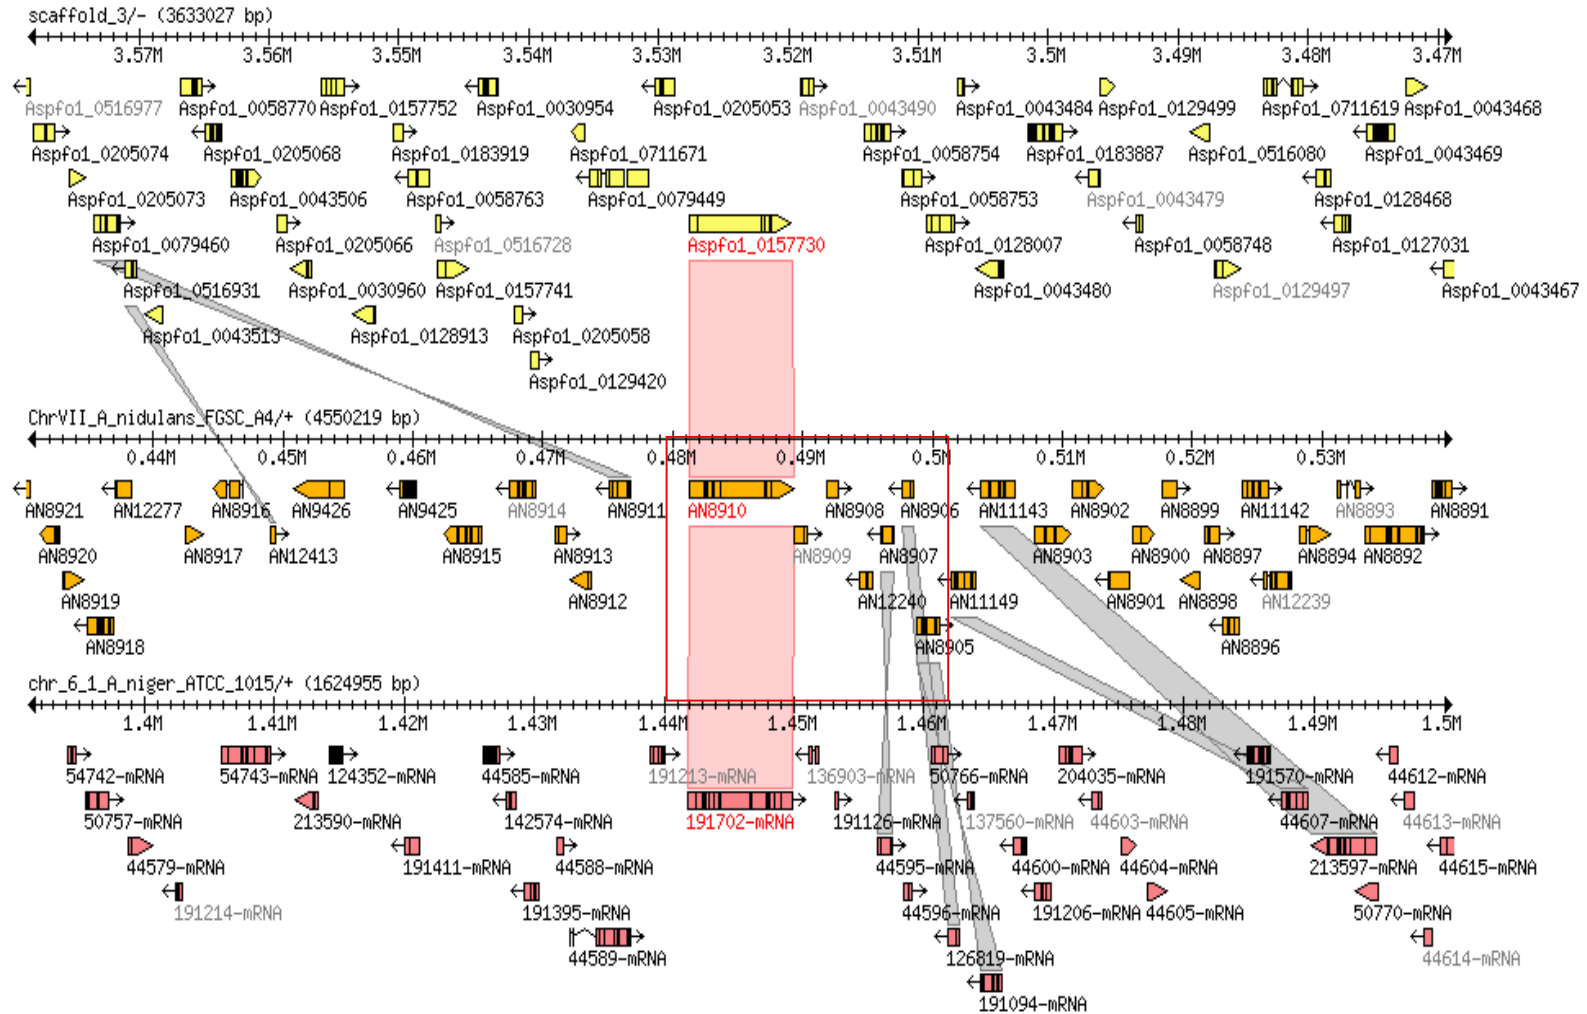 scaffold_3/- (3633027 bp)
3.57M 3.56M 3.55M 3.54M 3.53M 3.52M 3.51M 3.5M 3.49M 3.48M 3.47M
Aspfo1_0516977 Aspfo1_0058770 Aspfo1_0157752 Aspfo1_0030954 Aspfo1_0205053 Aspfo1_0043490 Aspfo1_0043484 Aspfo1_0129499 Aspfo1_0711619 Aspfo1_0043468
Aspfo1_0205074 Aspfo1_0205068 Aspfo1_0183919 Aspfo1_0711671 Aspfo1_0058754 Aspfo1_0183887 Aspfo1_0516080 Aspfo1_0043469
Aspfo1_0205073 Aspfo1_0043506 Aspfo1_0058763 Aspfo1_0079449 Aspfo1_0058753 Aspfo1_0043479 Aspfo1_0128468
Aspfo1_0079460 Aspfo1_0205066 Aspfo1_0516728 Aspfo1_0157730 Aspfo1_0128007 Aspfo1_0058748 Aspfo1_0127031
Aspfo1_0516931 Aspfo1_0030960 Aspfo1_0157741 Aspfo1_0043480 Aspfo1_0129497 Aspfo1_0043467
Aspfo1_0043513 Aspfo1_0128913 Aspfo1_0205058
Aspfo1_0129420
ChrVII_A_nidulans_FGSC_A4/+ (4550219 bp)
0.44M 0.45M 0.46M 0.47M 0.48M 0.49M 0.5M 0.51M 0.52M 0.53M
AN8921 AN12277 AN8916 AN9426 AN9425 AN8914 AN8911 AN8910 AN8908 AN8906 AN11143 AN8902 AN8899 AN11142 AN8893 AN8891
AN8920 AN8917 AN12413 AN8915 AN8913 AN8909 AN8907 AN8903 AN8900 AN8897 AN8894 AN8892
AN8919 AN8912 AN12240 AN11149 AN8901 AN8898 AN12239
AN8918 AN8905 AN8896
chr_6_1_A_niger_ATCC_1015/+ (1624955 bp)
1.4M 1.41M 1.42M 1.43M 1.44M 1.45M 1.46M 1.47M 1.48M 1.49M 1.5M
54742-mRNA 54743-mRNA 124352-mRNA 44585-mRNA 191213-mRNA 136903-mRNA 50766-mRNA 204035-mRNA 191570-mRNA 44612-mRNA
50757-mRNA 213590-mRNA 142574-mRNA 191702-mRNA 191126-mRNA 137560-mRNA 44603-mRNA 44607-mRNA 44613-mRNA
44579-mRNA 191411-mRNA 44588-mRNA 44595-mRNA 44600-mRNA 44604-mRNA 213597-mRNA 44615-mRNA
191214-mRNA 191395-mRNA 44596-mRNA 191206-mRNA 44605-mRNA 50770-mRNA
44589-mRNA 126819-mRNA 44614-mRNA
191094-mRNA